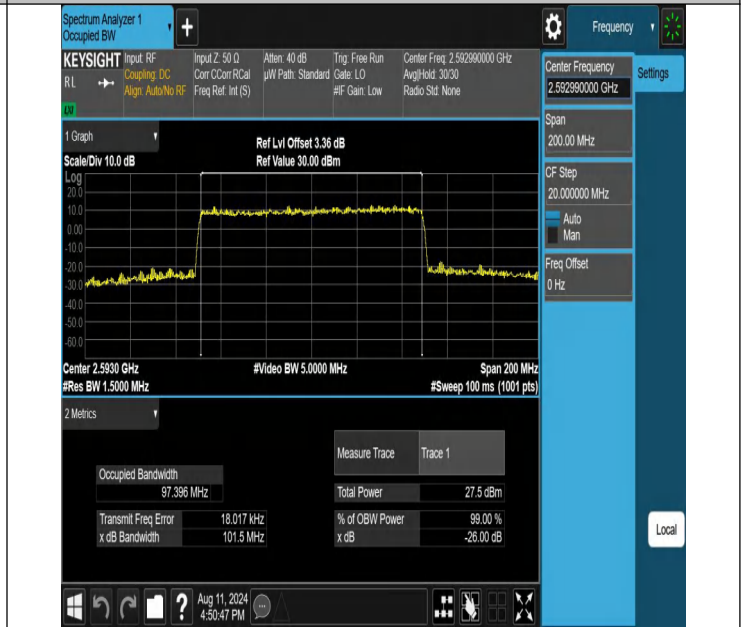 Spectrum Analyzer 1
Occupied BW
+
Frequency
KEYSIGHT
RL
LXI
Input: RF
Coupling: DC
Align: Auto/No RF
Input Z: 50 Ω
Corr CCorr RCal
Freq Ref: Int (S)
Atten: 40 dB
µW Path: Standard
Trig: Free Run
Gate: LO
#IF Gain: Low
Center Freq: 2.592990000 GHz
Avg|Hold: 30/30
Radio Std: None
1 Graph
Scale/Div 10.0 dB
Ref Lvl Offset 3.36 dB
Ref Value 30.00 dBm
Log
20.0
10.0
0.00
-10.0
-20.0
-30.0
-40.0
-50.0
-60.0
Center 2.5930 GHz
#Video BW 5.0000 MHz
Span 200 MHz
#Res BW 1.5000 MHz
#Sweep 100 ms (1001 pts)
2 Metrics
Measure Trace Trace 1
Occupied Bandwidth
97.396 MHz
Total Power 27.5 dBm
Transmit Freq Error 18.017 kHz
% of OBW Power 99.00 %
x dB Bandwidth 101.5 MHz
x dB -26.00 dB
Center Frequency
2.592990000 GHz
Settings
Span
200.00 MHz
CF Step
20.000000 MHz
Auto
Man
Freq Offset
0 Hz
Local
?
Aug 11, 2024
4:50:47 PM